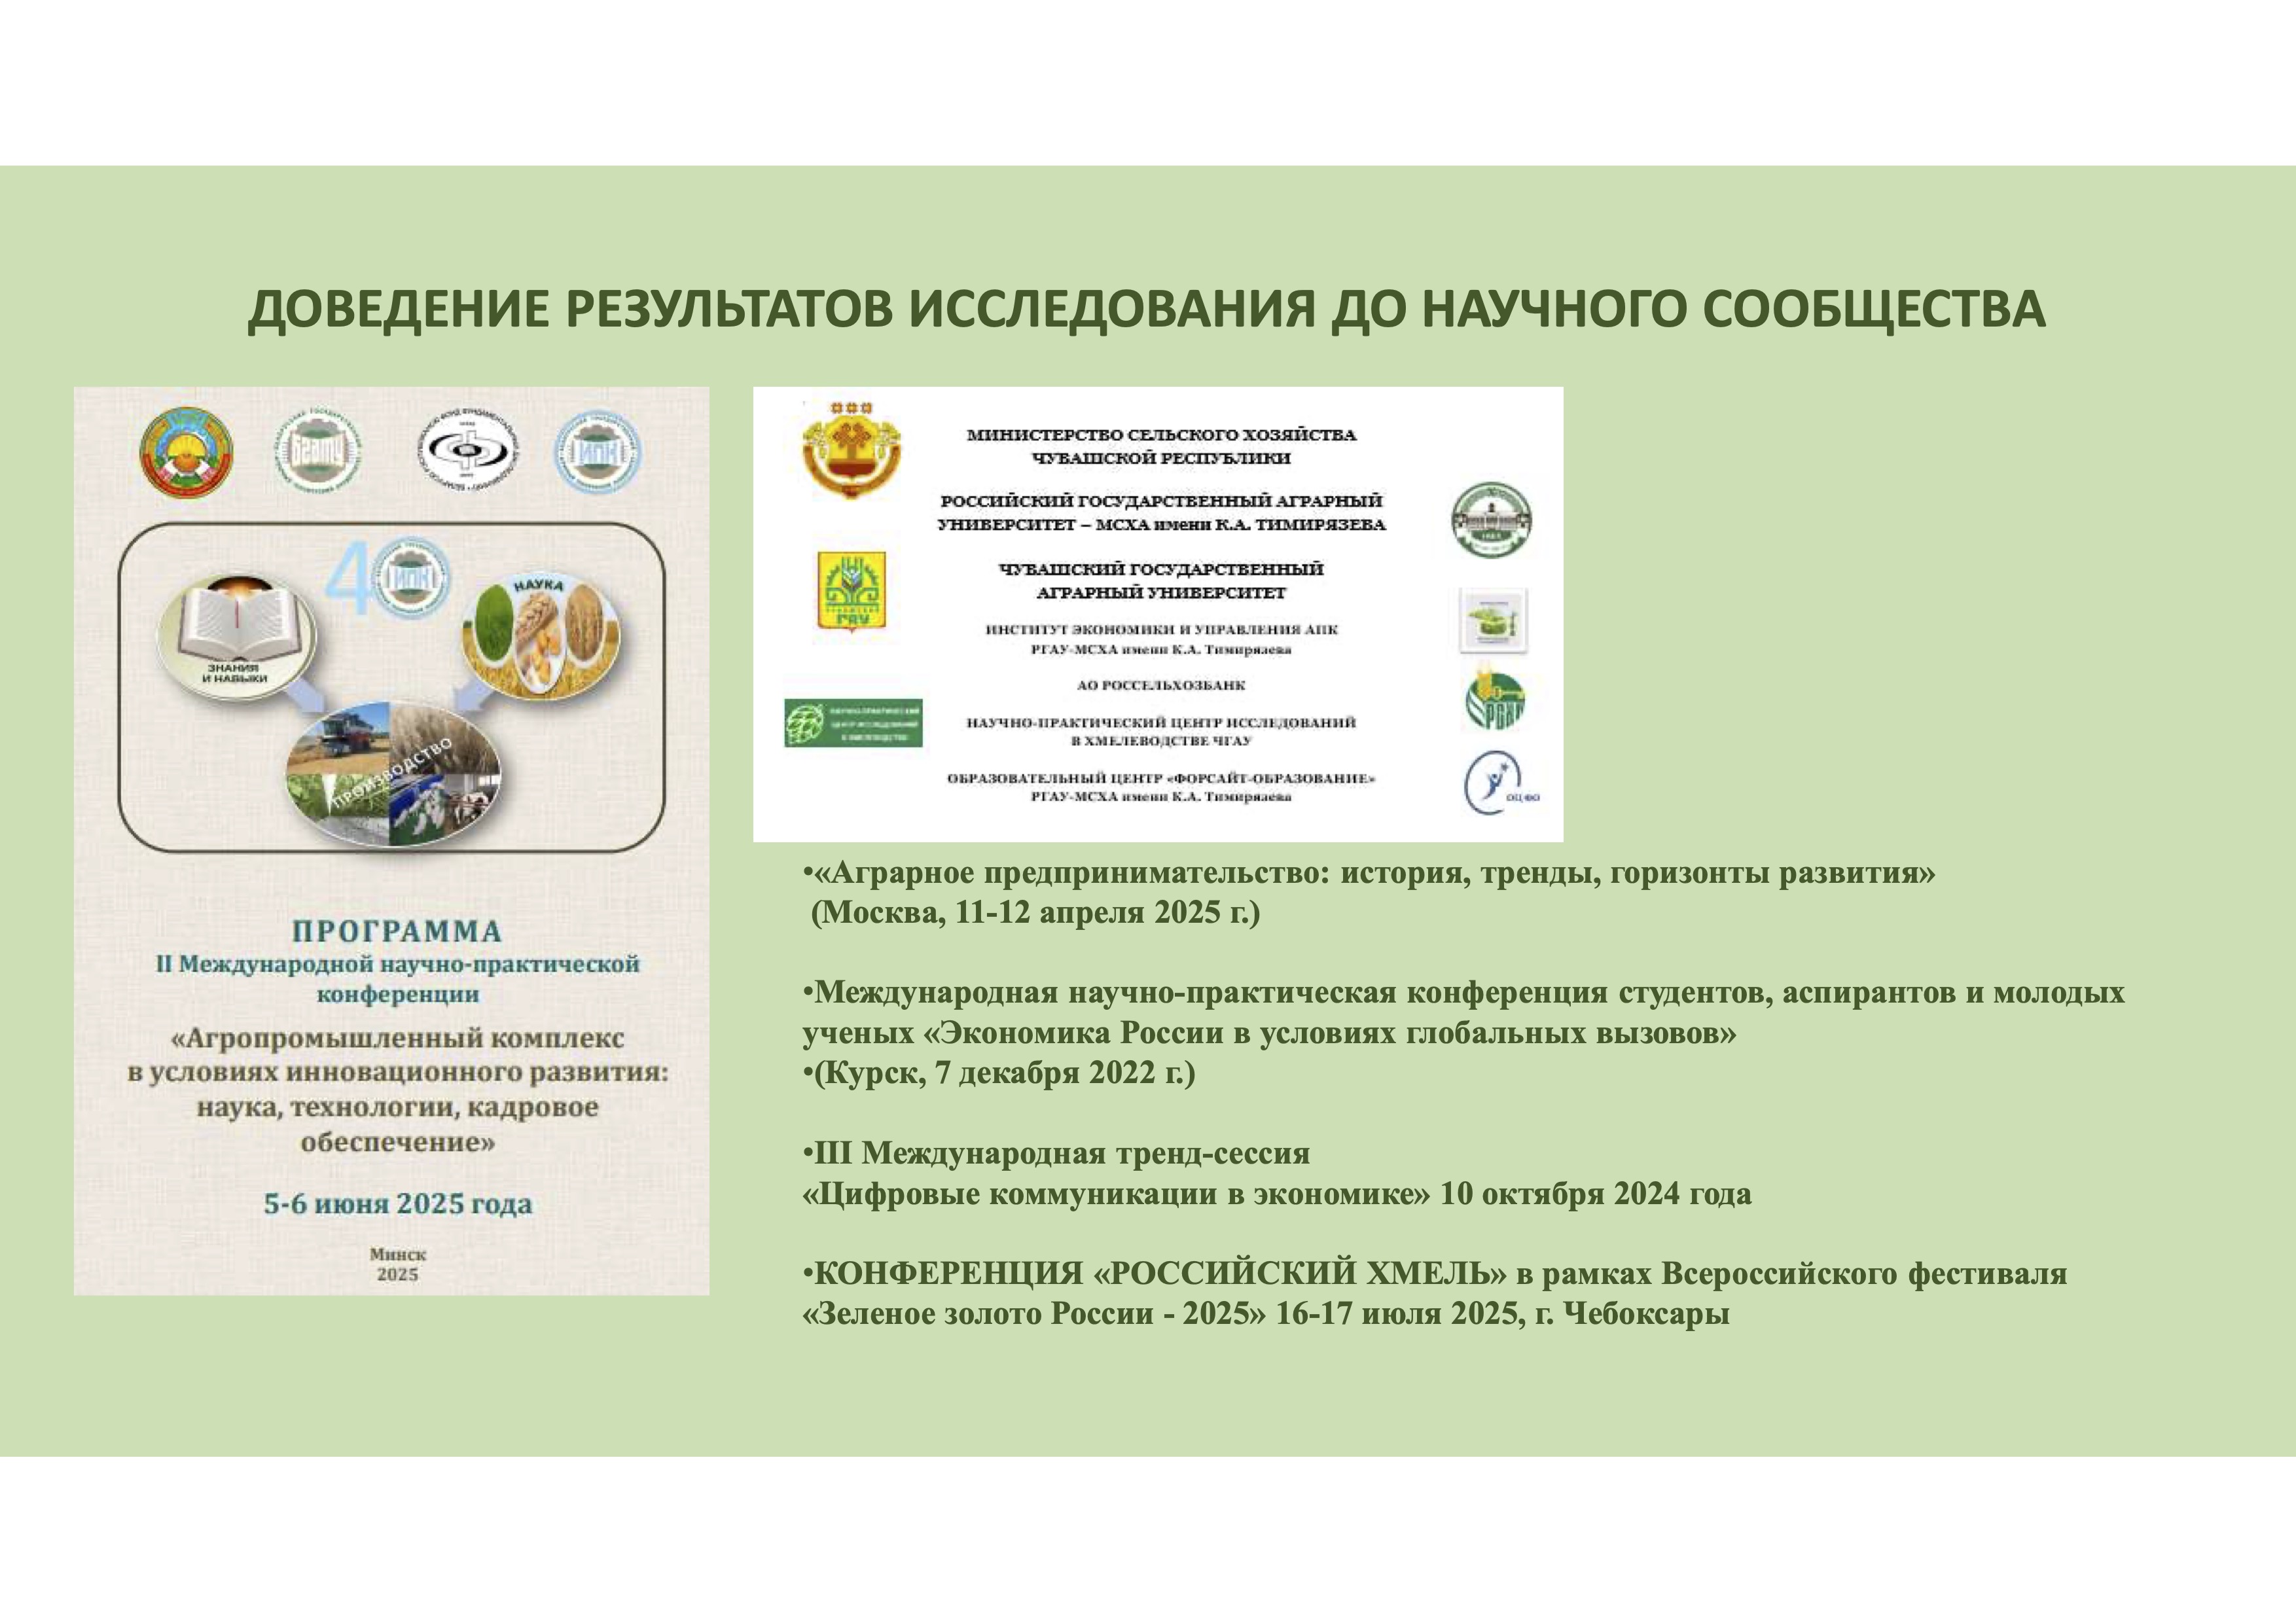 ДОВЕДЕНИЕ РЕЗУЛЬТАТОВ ИССЛЕДОВАНИЯ ДО НАУЧНОГО СООБЩЕСТВА
ИПК
4
ИПК
НАУКА
ЗНАНИЯ
И НАВЫКИ
ПРОИЗВОДСТВО
ПРОГРАММА
II Международной научно-практической
конференции
«Агропромышленный комплекс
в условиях инновационного развития:
наука, технологии, кадровое
обеспечение»
5-6 июня 2025 года
Минск
2025
МИНИСТЕРСТВО СЕЛЬСКОГО ХОЗЯЙСТВА
ЧУВАШСКОЙ РЕСПУБЛИКИ
РОССИЙСКИЙ ГОСУДАРСТВЕННЫЙ АГРАРНЫЙ
УНИВЕРСИТЕТ – МСХА имени К.А. ТИМИРЯЗЕВА
ЧУВАШСКИЙ ГОСУДАРСТВЕННЫЙ
АГРАРНЫЙ УНИВЕРСИТЕТ
ГАУ
ИНСТИТУТ ЭКОНОМИКИ И УПРАВЛЕНИЯ АПК
РГАУ-МСХА имени К.А. Тимирязева
АО РОССЕЛЬХОЗБАНК
РСХБ
НАУЧНО-ПРАКТИЧЕСКИЙ ЦЕНТР ИССЛЕДОВАНИЙ
В ХМЕЛЕВОДСТВЕ ЧГАУ
ОБРАЗОВАТЕЛЬНЫЙ ЦЕНТР «ФОРСАЙТ-ОБРАЗОВАНИЕ»
РГАУ-МСХА имени К.А. Тимирязева
ОЦ ФО
•«Аграрное предпринимательство: история, тренды, горизонты развития»
(Москва, 11-12 апреля 2025 г.)
•Международная научно-практическая конференция студентов, аспирантов и молодых
ученых «Экономика России в условиях глобальных вызовов»
•(Курск, 7 декабря 2022 г.)
•III Международная тренд-сессия
«Цифровые коммуникации в экономике» 10 октября 2024 года
•КОНФЕРЕНЦИЯ «РОССИЙСКИЙ ХМЕЛЬ» в рамках Всероссийского фестиваля
«Зеленое золото России - 2025» 16-17 июля 2025, г. Чебоксары